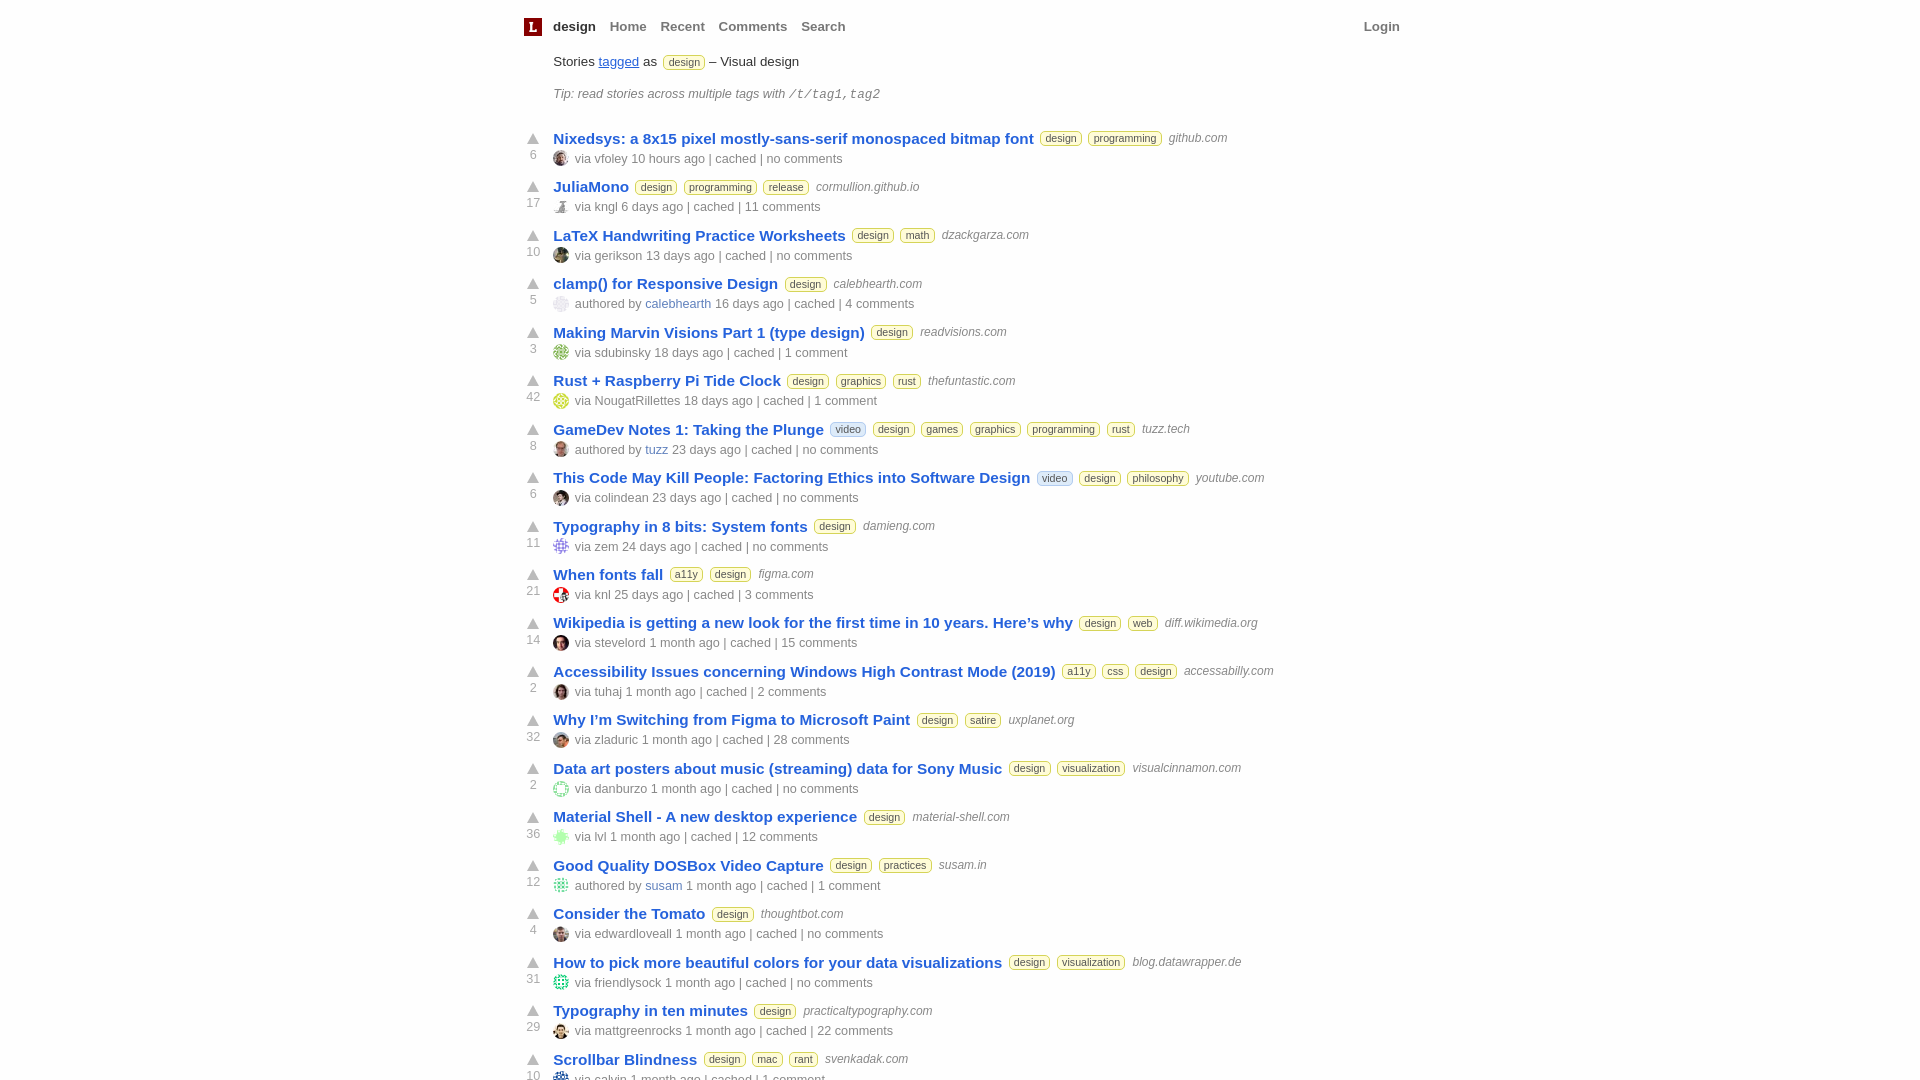 L design Home Recent Comments Search Login
Stories tagged as design – Visual design
Tip: read stories across multiple tags with /t/tag1,tag2
Nixedsys: a 8x15 pixel mostly-sans-serif monospaced bitmap font design programming github.com
6 via vfoley 10 hours ago | cached | no comments
JuliaMono design programming release cormullion.github.io
17 via kngl 6 days ago | cached | 11 comments
LaTeX Handwriting Practice Worksheets design math dzackgarza.com
10 via gerikson 13 days ago | cached | no comments
clamp() for Responsive Design design calebhearth.com
5 authored by calebhearth 16 days ago | cached | 4 comments
Making Marvin Visions Part 1 (type design) design readvisions.com
3 via sdubinsky 18 days ago | cached | 1 comment
Rust + Raspberry Pi Tide Clock design graphics rust thefuntastic.com
42 via NougatRillettes 18 days ago | cached | 1 comment
GameDev Notes 1: Taking the Plunge video design games graphics programming rust tuzz.tech
8 authored by tuzz 23 days ago | cached | no comments
This Code May Kill People: Factoring Ethics into Software Design video design philosophy youtube.com
6 via colindean 23 days ago | cached | no comments
Typography in 8 bits: System fonts design damieng.com
11 via zem 24 days ago | cached | no comments
When fonts fall a11y design figma.com
21 via knl 25 days ago | cached | 3 comments
Wikipedia is getting a new look for the first time in 10 years. Here’s why design web diff.wikimedia.org
14 via stevelord 1 month ago | cached | 15 comments
Accessibility Issues concerning Windows High Contrast Mode (2019) a11y css design accessabilly.com
2 via tuhaj 1 month ago | cached | 2 comments
Why I’m Switching from Figma to Microsoft Paint design satire uxplanet.org
32 via zladuric 1 month ago | cached | 28 comments
Data art posters about music (streaming) data for Sony Music design visualization visualcinnamon.com
2 via danburzo 1 month ago | cached | no comments
Material Shell - A new desktop experience design material-shell.com
36 via lvl 1 month ago | cached | 12 comments
Good Quality DOSBox Video Capture design practices susam.in
12 authored by susam 1 month ago | cached | 1 comment
Consider the Tomato design thoughtbot.com
4 via edwardloveall 1 month ago | cached | no comments
How to pick more beautiful colors for your data visualizations design visualization blog.datawrapper.de
31 via friendlysock 1 month ago | cached | no comments
Typography in ten minutes design practicaltypography.com
29 via mattgreenrocks 1 month ago | cached | 22 comments
Scrollbar Blindness design mac rant svenkadak.com
10 via calvin 1 month ago | cached | 1 comment